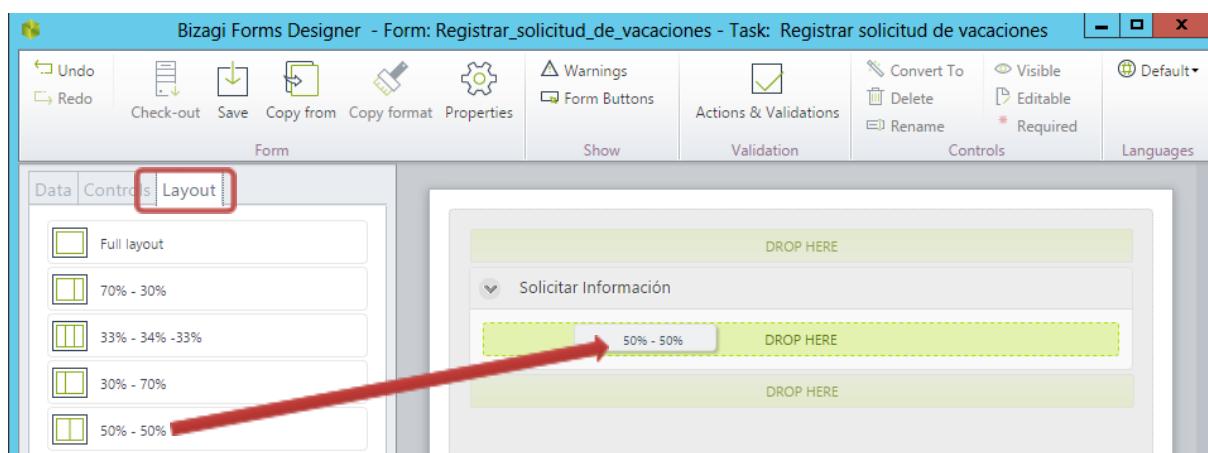 Bizagi Forms Designer - Form: Registrar_solicitud_de_vacaciones - Task: Registrar solicitud de vacaciones
Undo
Redo
Check-out
Save
Copy from
Copy format
Properties
Form
Warnings
Form Buttons
Show
Actions & Validations
Validation
Convert To
Delete
Rename
Visible
Editable
Required
Controls
Default
Languages
Data
Controls
Layout
Full layout
70% - 30%
33% - 34% -33%
30% - 70%
50% - 50%
DROP HERE
Solicitar Información
50% - 50%
DROP HERE
DROP HERE